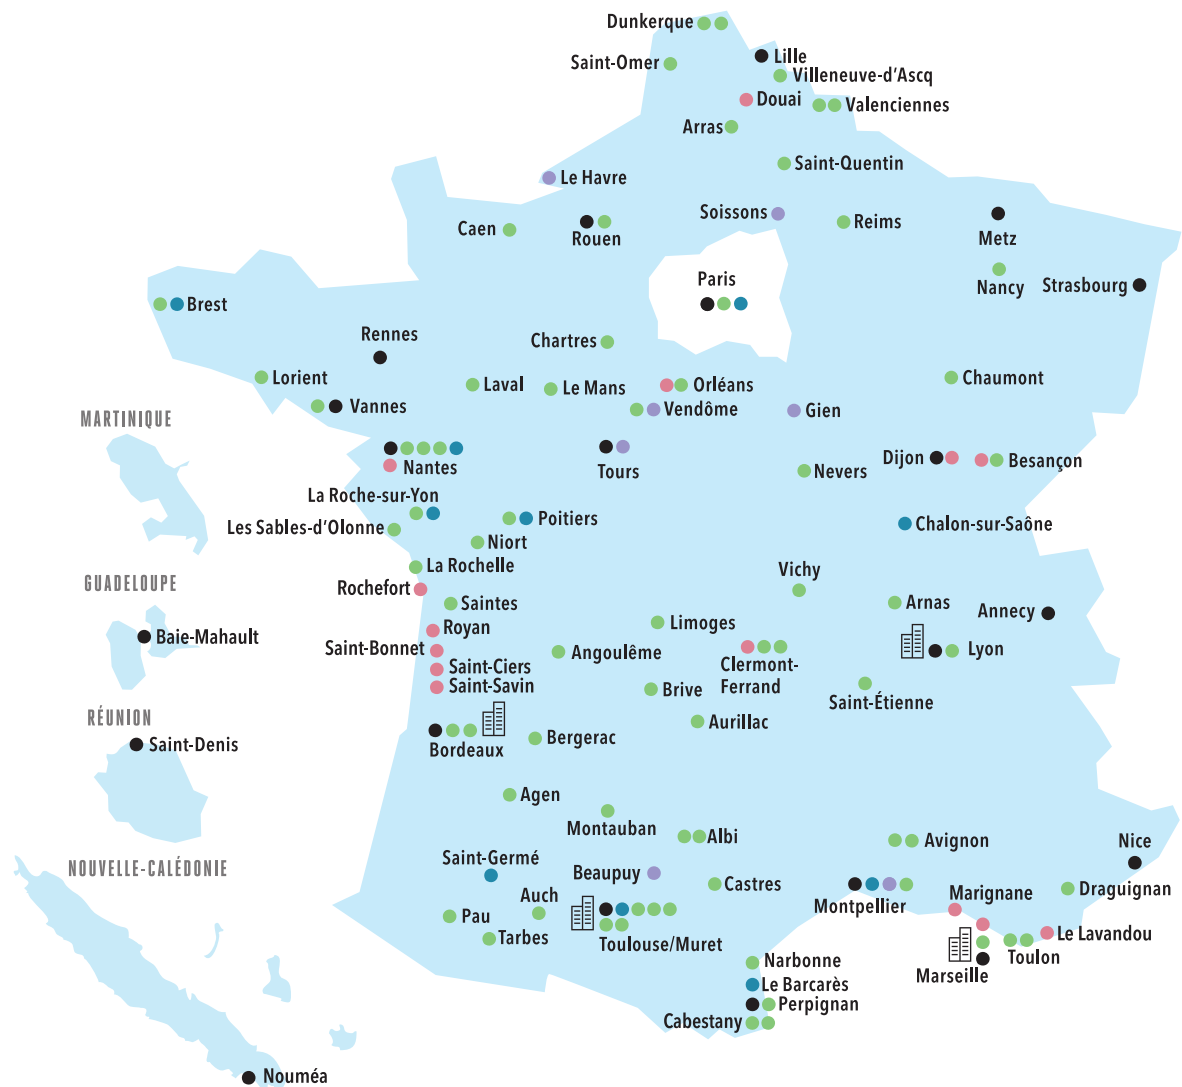 Dunkerque
Lille
Saint-Omer
Villeneuve-d'Ascq
Douai
Valenciennes
Arras
Saint-Quentin
Le Havre
Soissons
Reims
Caen
Rouen
Metz
Paris
Nancy
Strasbourg
Brest
Rennes
Chartres
Lorient
Laval
Le Mans
Orléans
Chaumont
Vannes
Vendôme
Gien
MARTINIQUE
Nantes
Tours
Nevers
Dijon
Besançon
La Roche-sur-Yon
Les Sables-d'Olonne
Poitiers
Chalon-sur-Saône
Niort
La Rochelle
Vichy
GUADELOUPE
Rochefort
Saintes
Arnas
Annecy
Baie-Mahault
Royan
Limoges
Saint-Bonnet
Angoulême
Clermont-
Ferrand
Lyon
Saint-Ciers
Saint-Savin
Brive
Saint-Étienne
RÉUNION
Aurillac
Saint-Denis
Bordeaux
Bergerac
Agen
Montauban
Albi
Avignon
Nice
NOUVELLE-CALÉDONIE
Saint-Germé
Beaupuy
Castres
Draguignan
Auch
Montpellier
Marignane
Pau
Tarbes
Toulouse/Muret
Le Lavandou
Toulon
Marseille
Narbonne
Le Barcarès
Perpignan
Cabestany
Nouméa